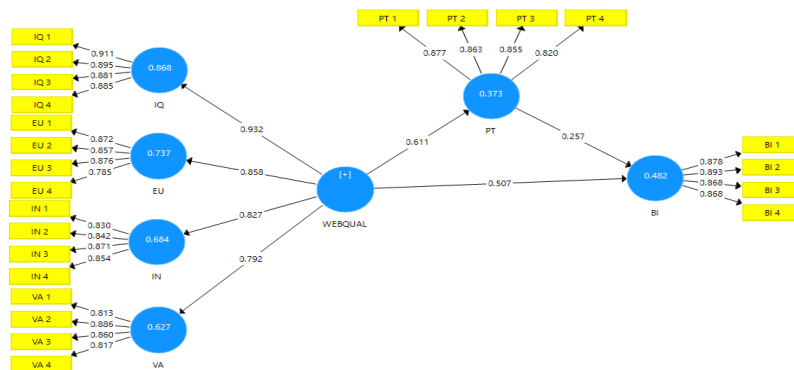 PT 1
PT 2
PT 3
PT 4
0.877
0.863
0.855
0.820
0.373
PT
IQ 1
IQ 2
IQ 3
IQ 4
0.911
0.895
0.881
0.885
0.868
IQ
EU 1
EU 2
EU 3
EU 4
0.872
0.857
0.876
0.785
0.737
EU
IN 1
IN 2
IN 3
IN 4
0.830
0.842
0.871
0.854
0.684
IN
VA 1
VA 2
VA 3
VA 4
0.813
0.886
0.860
0.817
0.627
VA
0.932
0.858
0.827
0.792
[+]
WEBQUAL
0.611
0.257
0.507
0.482
BI
0.878
0.893
0.868
0.868
BI 1
BI 2
BI 3
BI 4